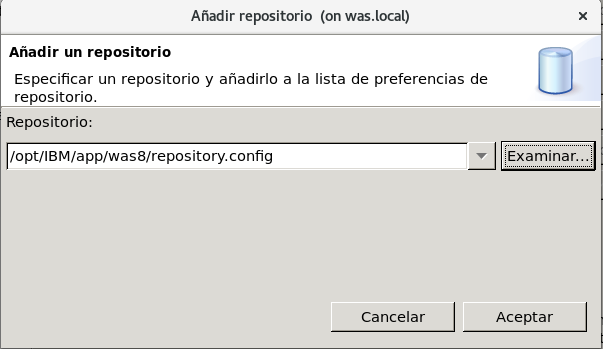 Añadir repositorio (on was.local)
Añadir un repositorio
Especificar un repositorio y añadirlo a la lista de preferencias de
repositorio.
Repositorio:
/opt/IBM/app/was8/repository.config
Examinar...
Cancelar
Aceptar